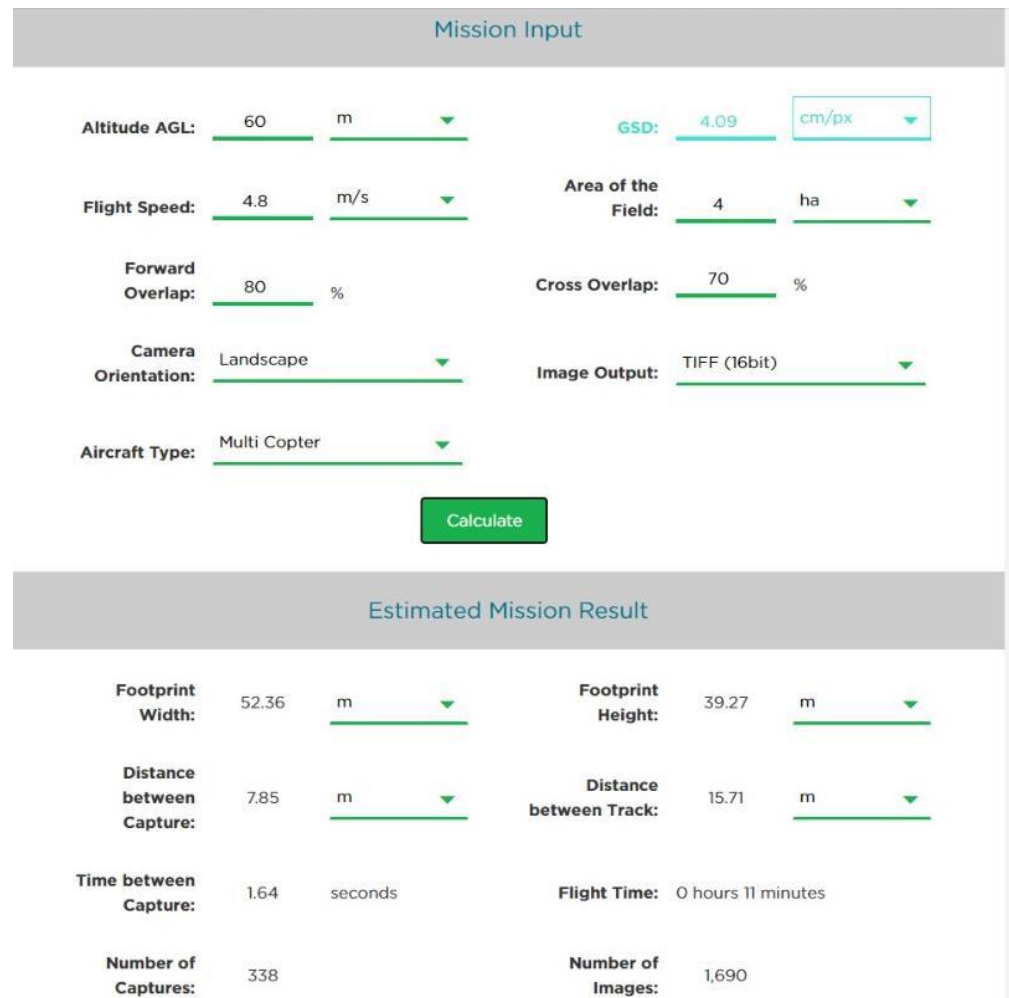 Mission Input
Altitude AGL: 60 m GSD: 4.09 cm/px
Flight Speed: 4.8 m/s Area of the
Field: 4 ha
Forward
Overlap: 80 % Cross Overlap: 70 %
Camera
Orientation: Landscape Image Output: TIFF (16bit)
Aircraft Type: Multi Copter
Calculate
Estimated Mission Result
Footprint
Width: 52.36 m Footprint
Height: 39.27 m
Distance
between
Capture: 7.85 m Distance
between Track: 15.71 m
Time between
Capture: 1.64 seconds Flight Time: 0 hours 11 minutes
Number of
Captures: 338 Number of
Images: 1,690